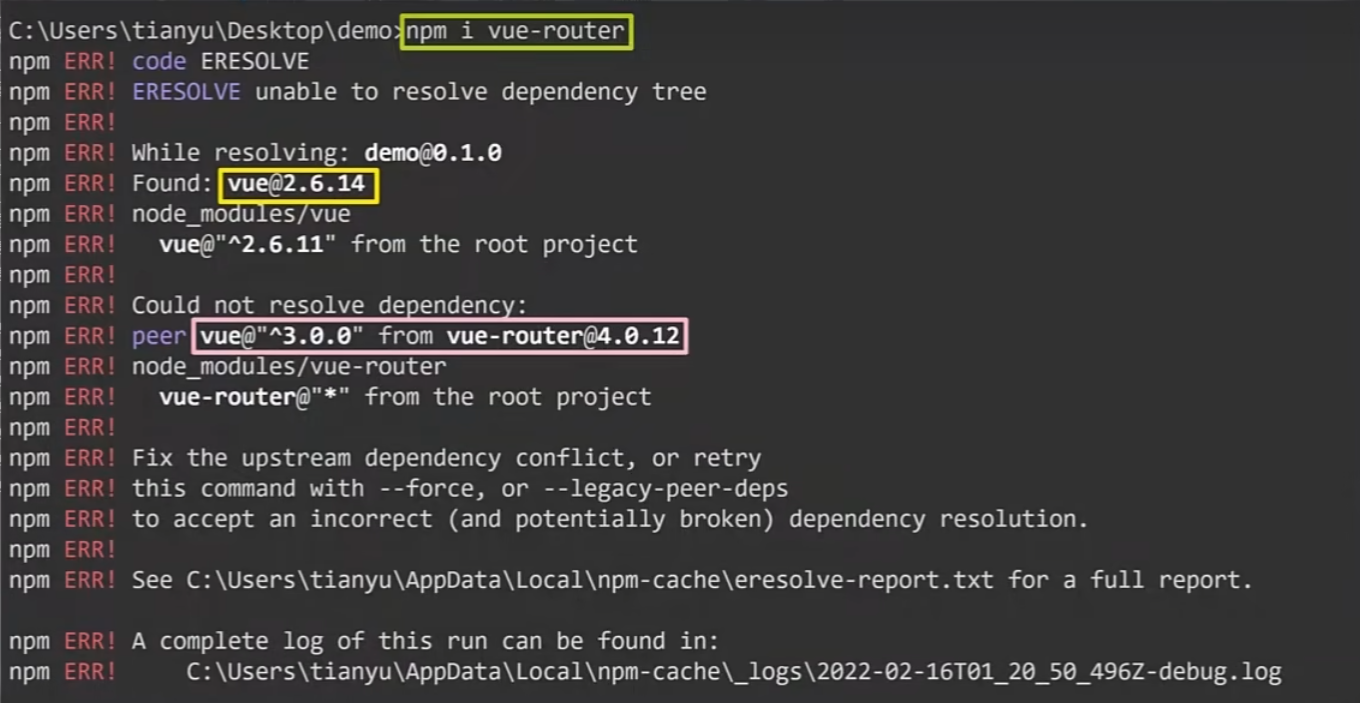 C:\Users\tianyu\Desktop\demo>npm i vue-router
npm ERR! code ERESOLVE
npm ERR! ERESOLVE unable to resolve dependency tree
npm ERR!
npm ERR! While resolving: demo@0.1.0
npm ERR! Found: vue@2.6.14
npm ERR! node_modules/vue
npm ERR!   vue@"^2.6.11" from the root project
npm ERR!
npm ERR! Could not resolve dependency:
npm ERR! peer vue@"^3.0.0" from vue-router@4.0.12
npm ERR! node_modules/vue-router
npm ERR!   vue-router@"*" from the root project
npm ERR!
npm ERR! Fix the upstream dependency conflict, or retry
npm ERR! this command with --force, or --legacy-peer-deps
npm ERR! to accept an incorrect (and potentially broken) dependency resolution.
npm ERR!
npm ERR! See C:\Users\tianyu\AppData\Local\npm-cache\eresolve-report.txt for a full report.
npm ERR! A complete log of this run can be found in:
npm ERR!     C:\Users\tianyu\AppData\Local\npm-cache\_logs\2022-02-16T01_20_50_496Z-debug.log